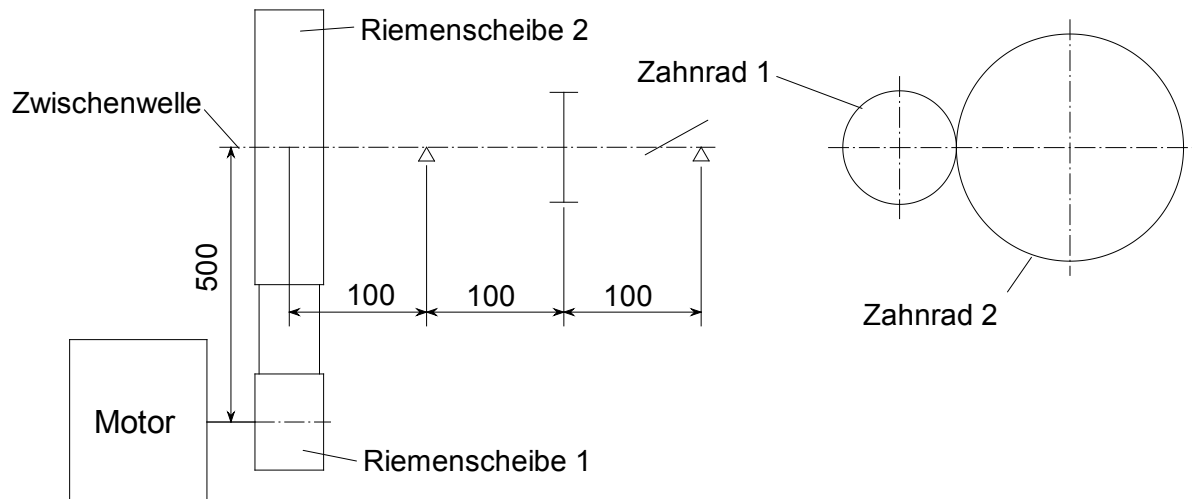 Riemenscheibe 2
Zahnrad 1
Zwischenwelle
500
100 100 100
Zahnrad 2
Motor
Riemenscheibe 1